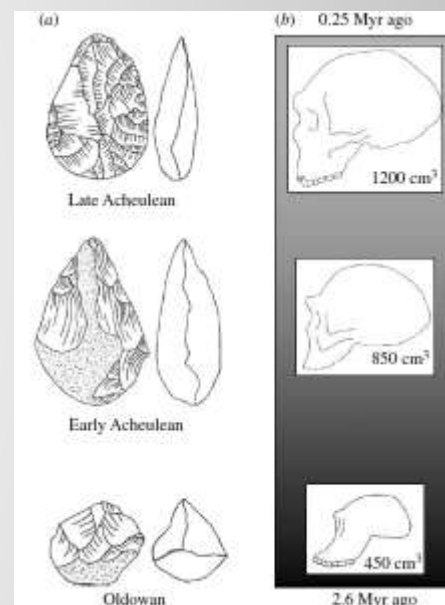 (a)
(b) 0.25 Myr ago
1200 cm³
Late Acheulean
850 cm³
Early Acheulean
450 cm³
Oldowan
2.6 Myr ago